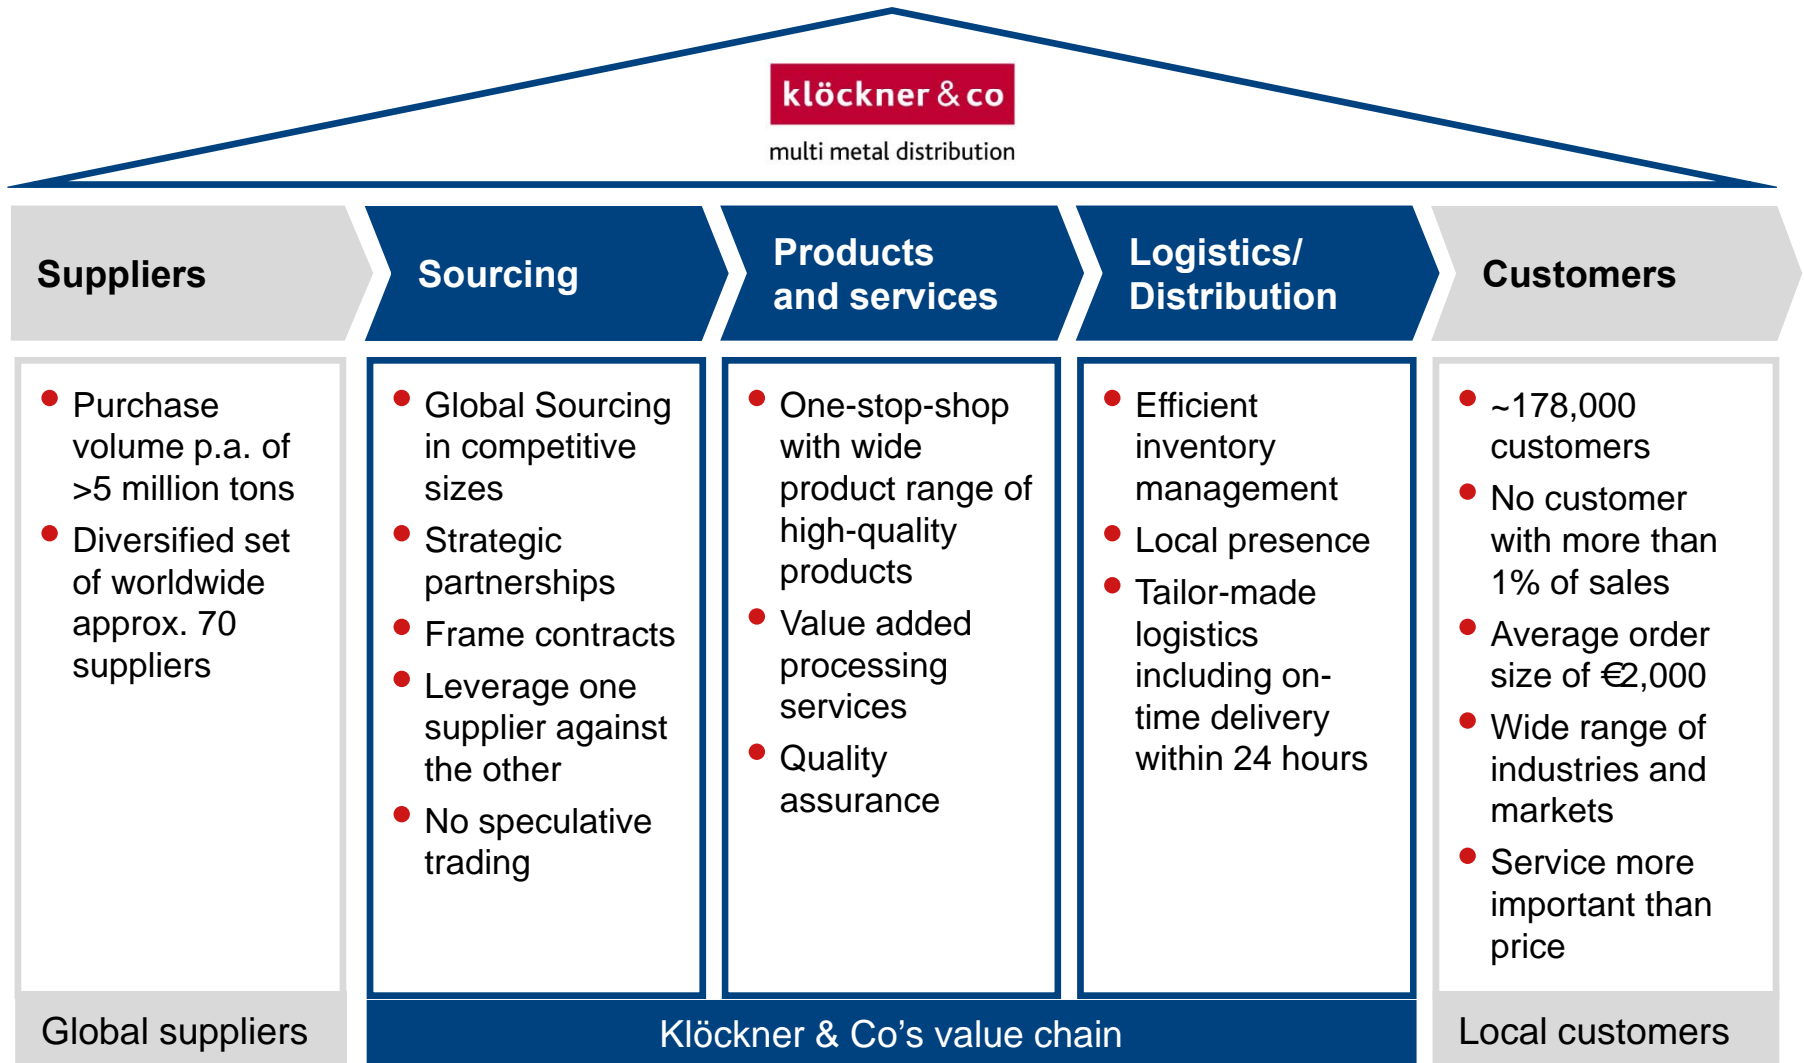 klöckner & co
multi metal distribution
Suppliers
Sourcing
Products
and services
Logistics/
Distribution
Customers
• Purchase
volume p.a. of
>5 million tons
• Diversified set
of worldwide
approx. 70
suppliers
• Global Sourcing
in competitive
sizes
• Strategic
partnerships
• Frame contracts
• Leverage one
supplier against
the other
• No speculative
trading
• One-stop-shop
with wide
product range of
high-quality
products
• Value added
processing
services
• Quality
assurance
• Efficient
inventory
management
• Local presence
• Tailor-made
logistics
including on-
time delivery
within 24 hours
• ~178,000
customers
• No customer
with more than
1% of sales
• Average order
size of €2,000
• Wide range of
industries and
markets
• Service more
important than
price
Global suppliers
Klöckner & Co’s value chain
Local customers